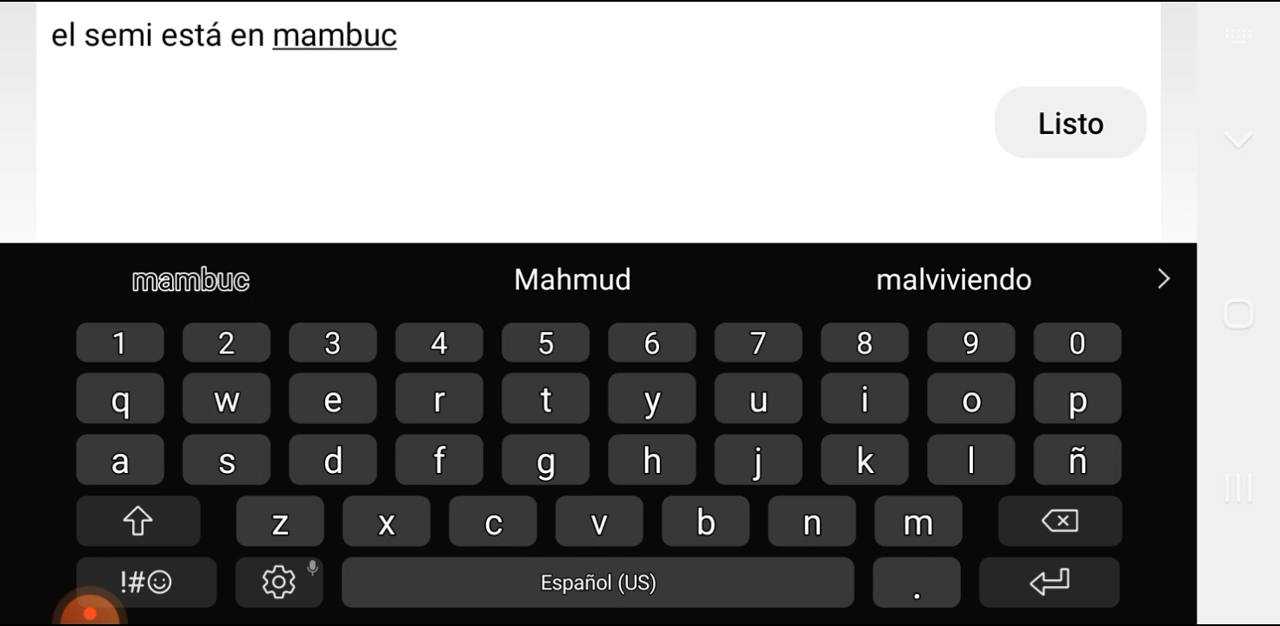 el semi está en mambuc
Listo
mambuc Mahmud malviviendo
1 2 3 4 5 6 7 8 9 0
q w e r t y u i o p
a s d f g h j k l ñ
z x c v b n m
!#☺ Español (US) .